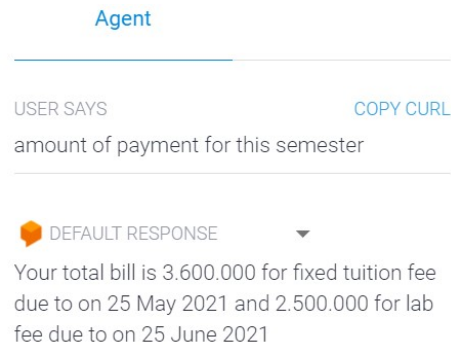 Agent
USER SAYS
COPY CURL
amount of payment for this semester
DEFAULT RESPONSE
Your total bill is 3.600.000 for fixed tuition fee
due to on 25 May 2021 and 2.500.000 for lab
fee due to on 25 June 2021